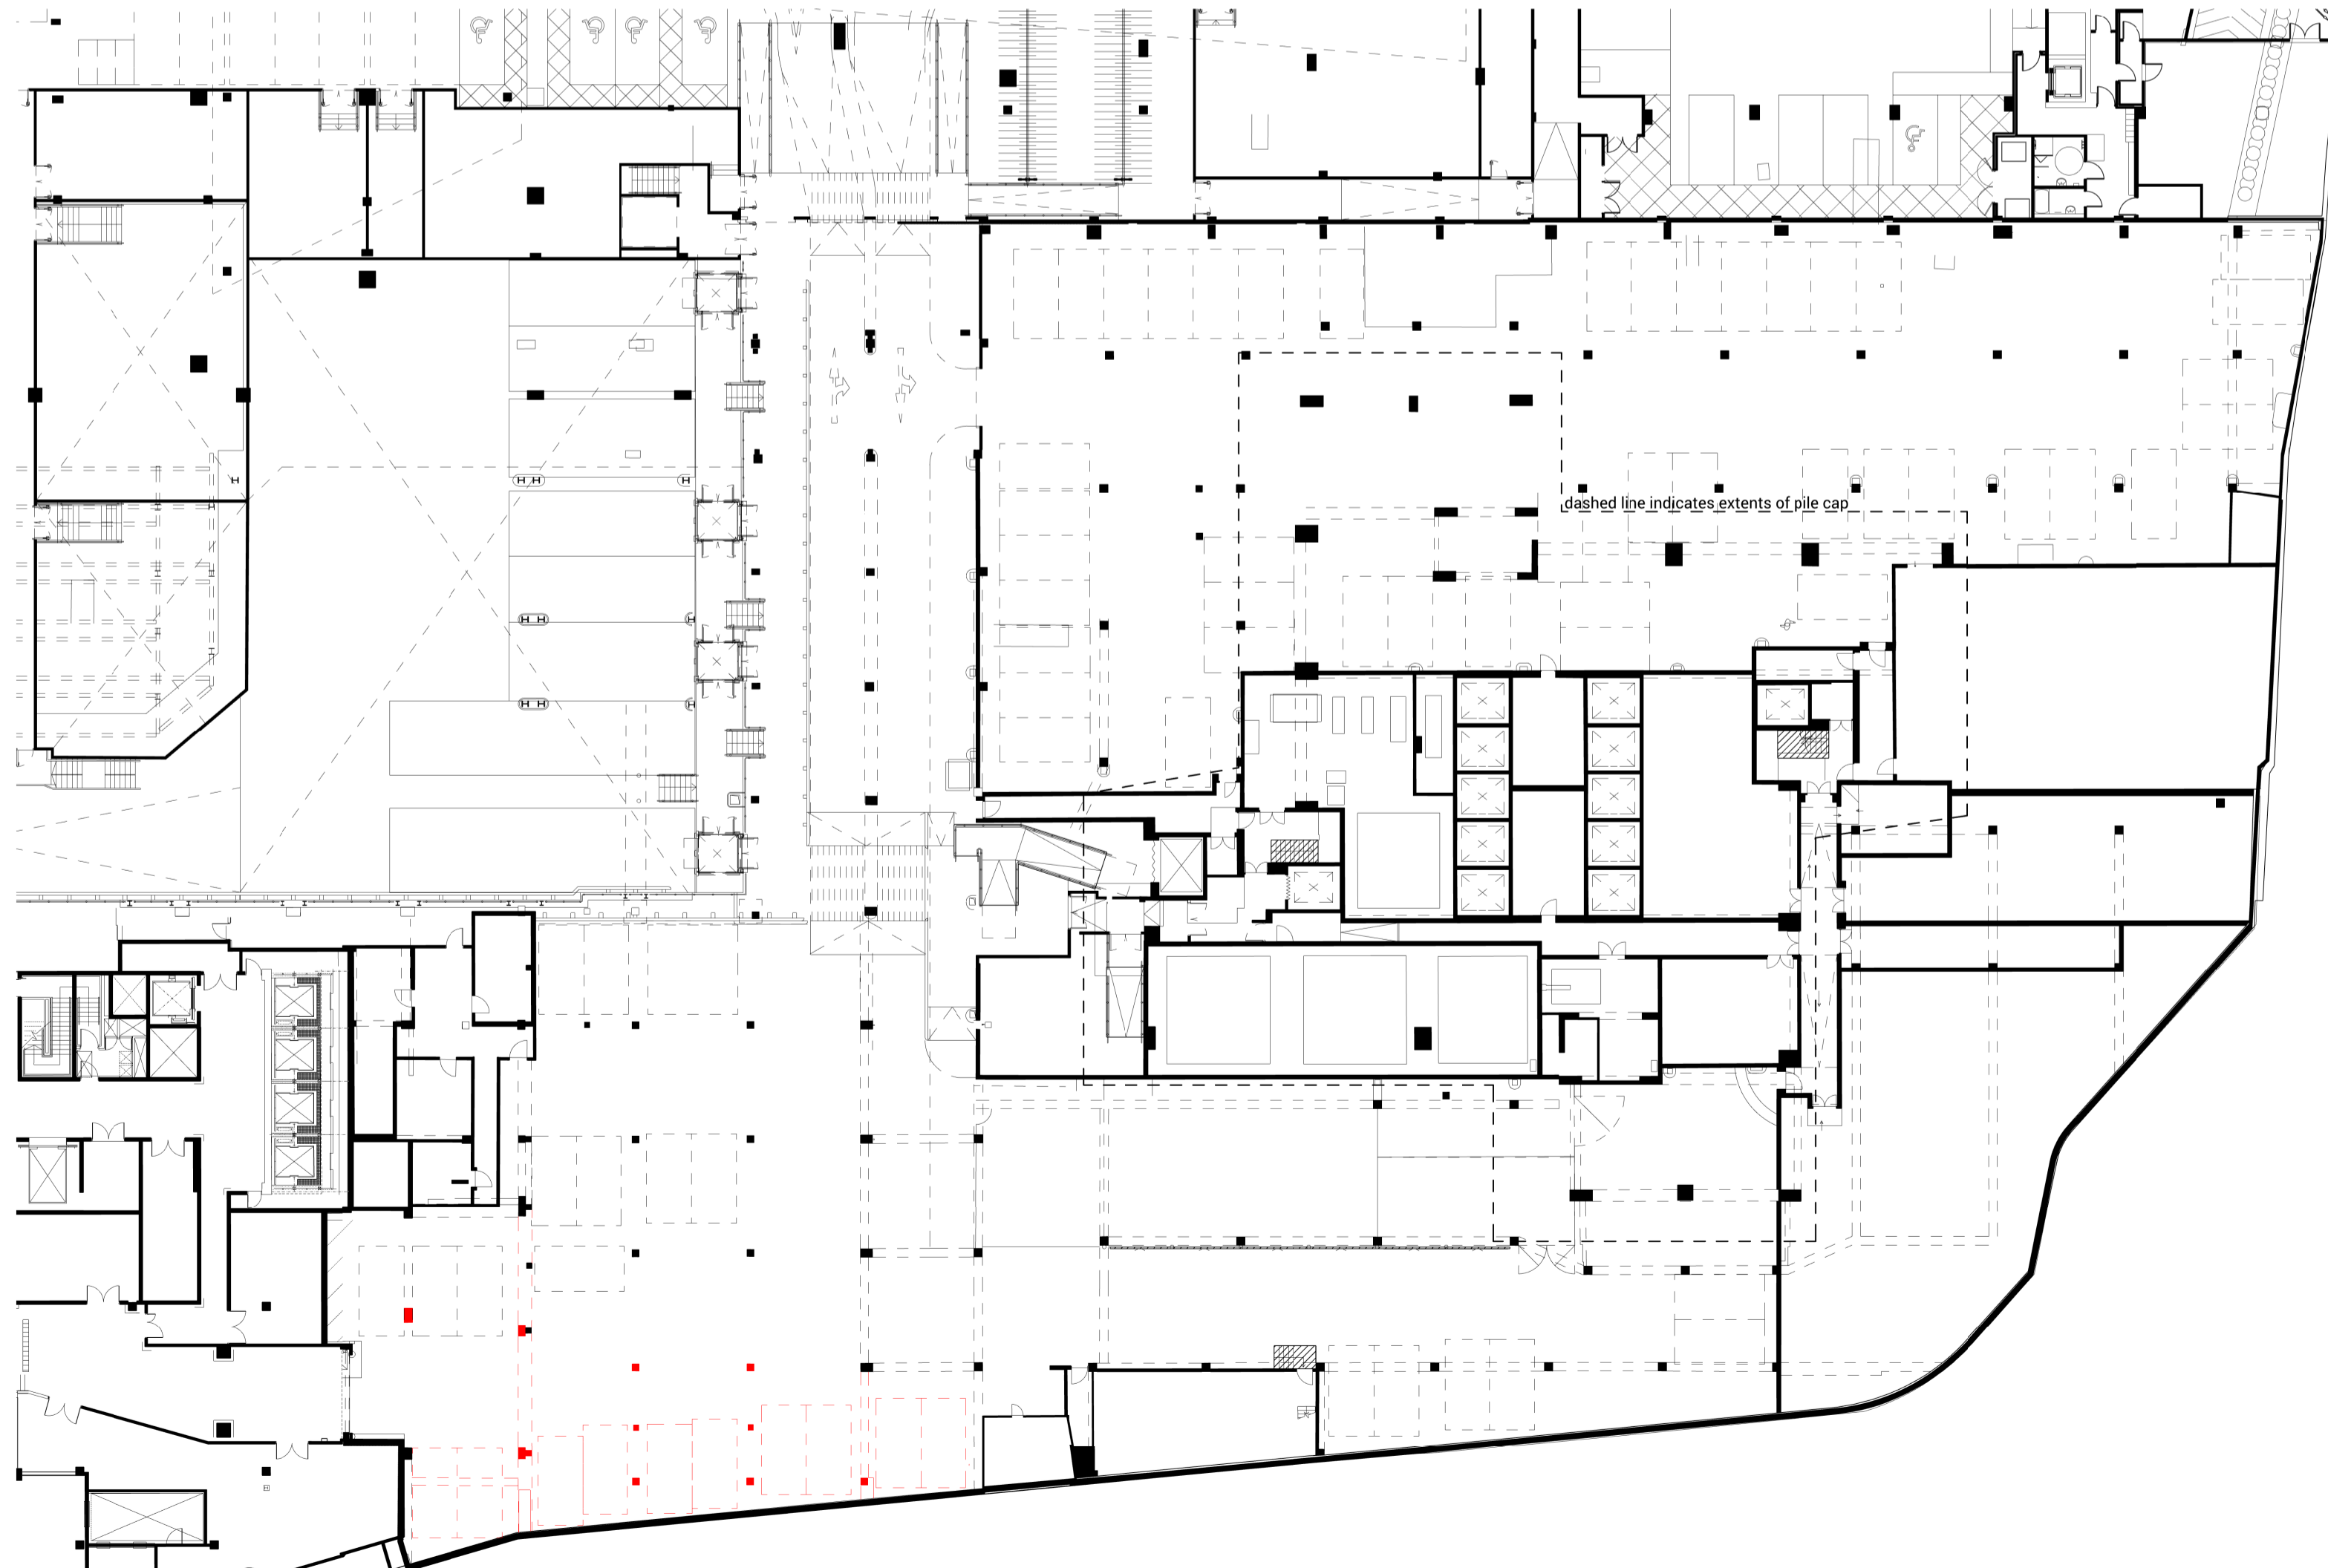 dashed line indicates extents of pile cap